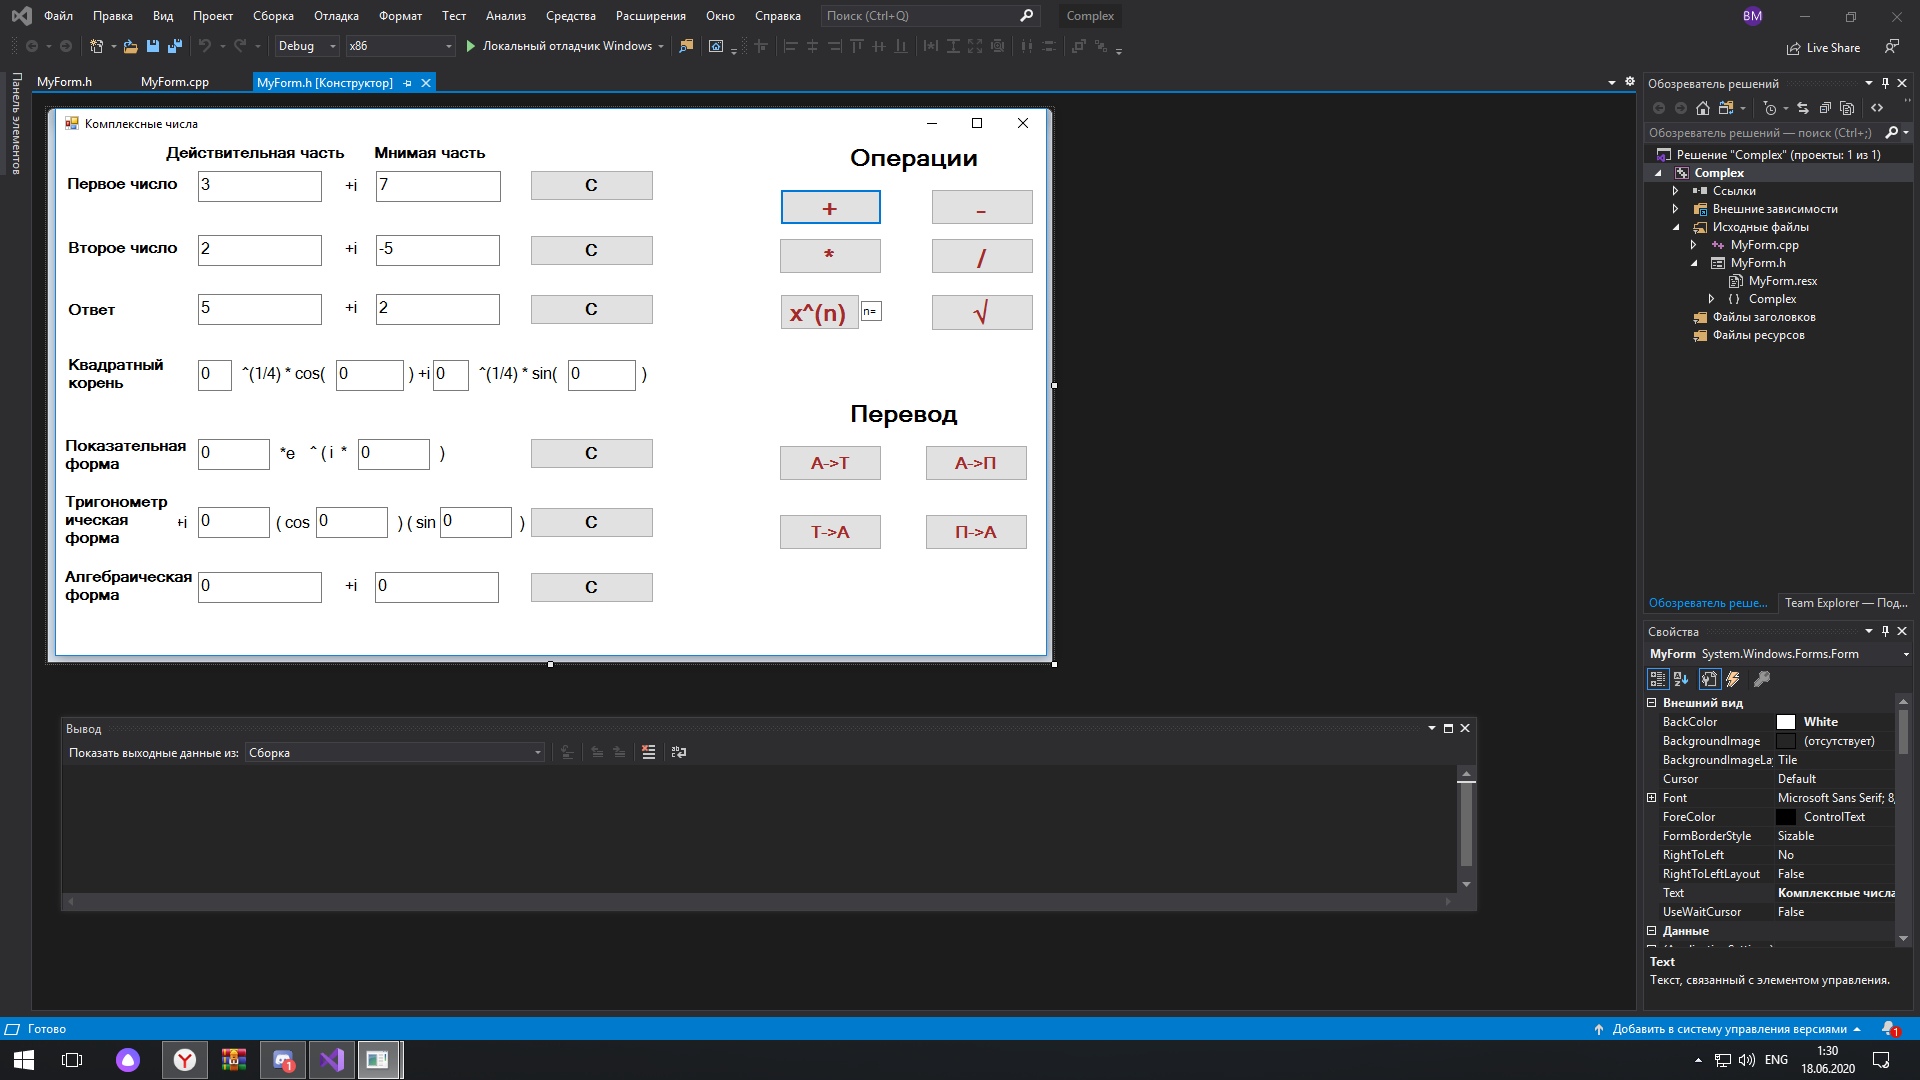 Файл Правка Вид Проект Сборка Отладка Формат Тест Анализ Средства Расширения Окно Справка Поиск (Ctrl+Q) Complex BM
Debug x86 Локальный отладчик Windows Live Share
Панель элементов
MyForm.h MyForm.cpp MyForm.h [Конструктор]
Комплексные числа
Действительная часть Мнимая часть
Первое число 3 +i 7 C
Второе число 2 +i -5 C
Ответ 5 +i 2 C
Квадратный
корень 0 ^(1/4) * cos( 0 ) +i 0 ^(1/4) * sin( 0 )
Показательная
форма 0 *e ^ ( i * 0 ) C
Тригонометр
ическая +i 0 ( cos 0 ) ( sin 0 ) C
форма
Алгебраическая
форма 0 +i 0 C
Операции
+ -
* /
x^(n) n= √
Перевод
А->Т А->П
Т->А П->А
Вывод
Показать выходные данные из: Сборка
Обозреватель решений
Обозреватель решений — поиск (Ctrl+;)
Решение "Complex" (проекты: 1 из 1)
Complex
Ссылки
Внешние зависимости
Исходные файлы
MyForm.cpp
MyForm.h
MyForm.resx
Complex
Файлы заголовков
Файлы ресурсов
Обозреватель реше... Team Explorer — Под...
Свойства
MyForm System.Windows.Forms.Form
Внешний вид
BackColor White
BackgroundImage (отсутствует)
BackgroundImageLa Tile
Cursor Default
Font Microsoft Sans Serif; 8,
ForeColor ControlText
FormBorderStyle Sizable
RightToLeft No
RightToLeftLayout False
Text Комплексные числа
UseWaitCursor False
Данные
Text
Текст, связанный с элементом управления.
Готово Добавить в систему управления версиями 1
1 ENG 1:30
18.06.2020